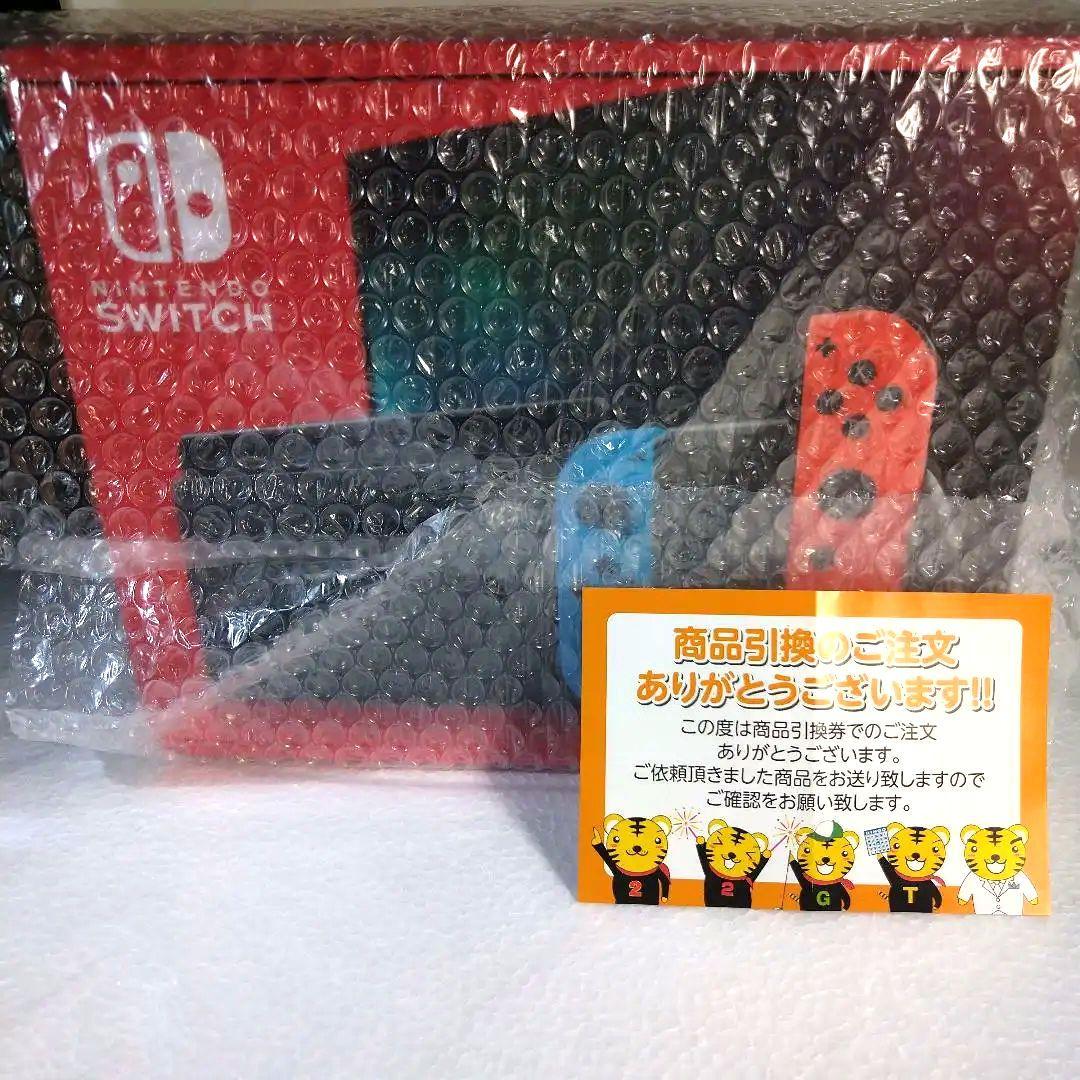 NINTENDO
SWITCH
商品引換のご注文
ありがとうございます!!
この度は商品引換券でのご注文
ありがとうございます。
ご依頼頂きました商品をお送り致しますので
ご確認をお願い致します。
2 2 G T